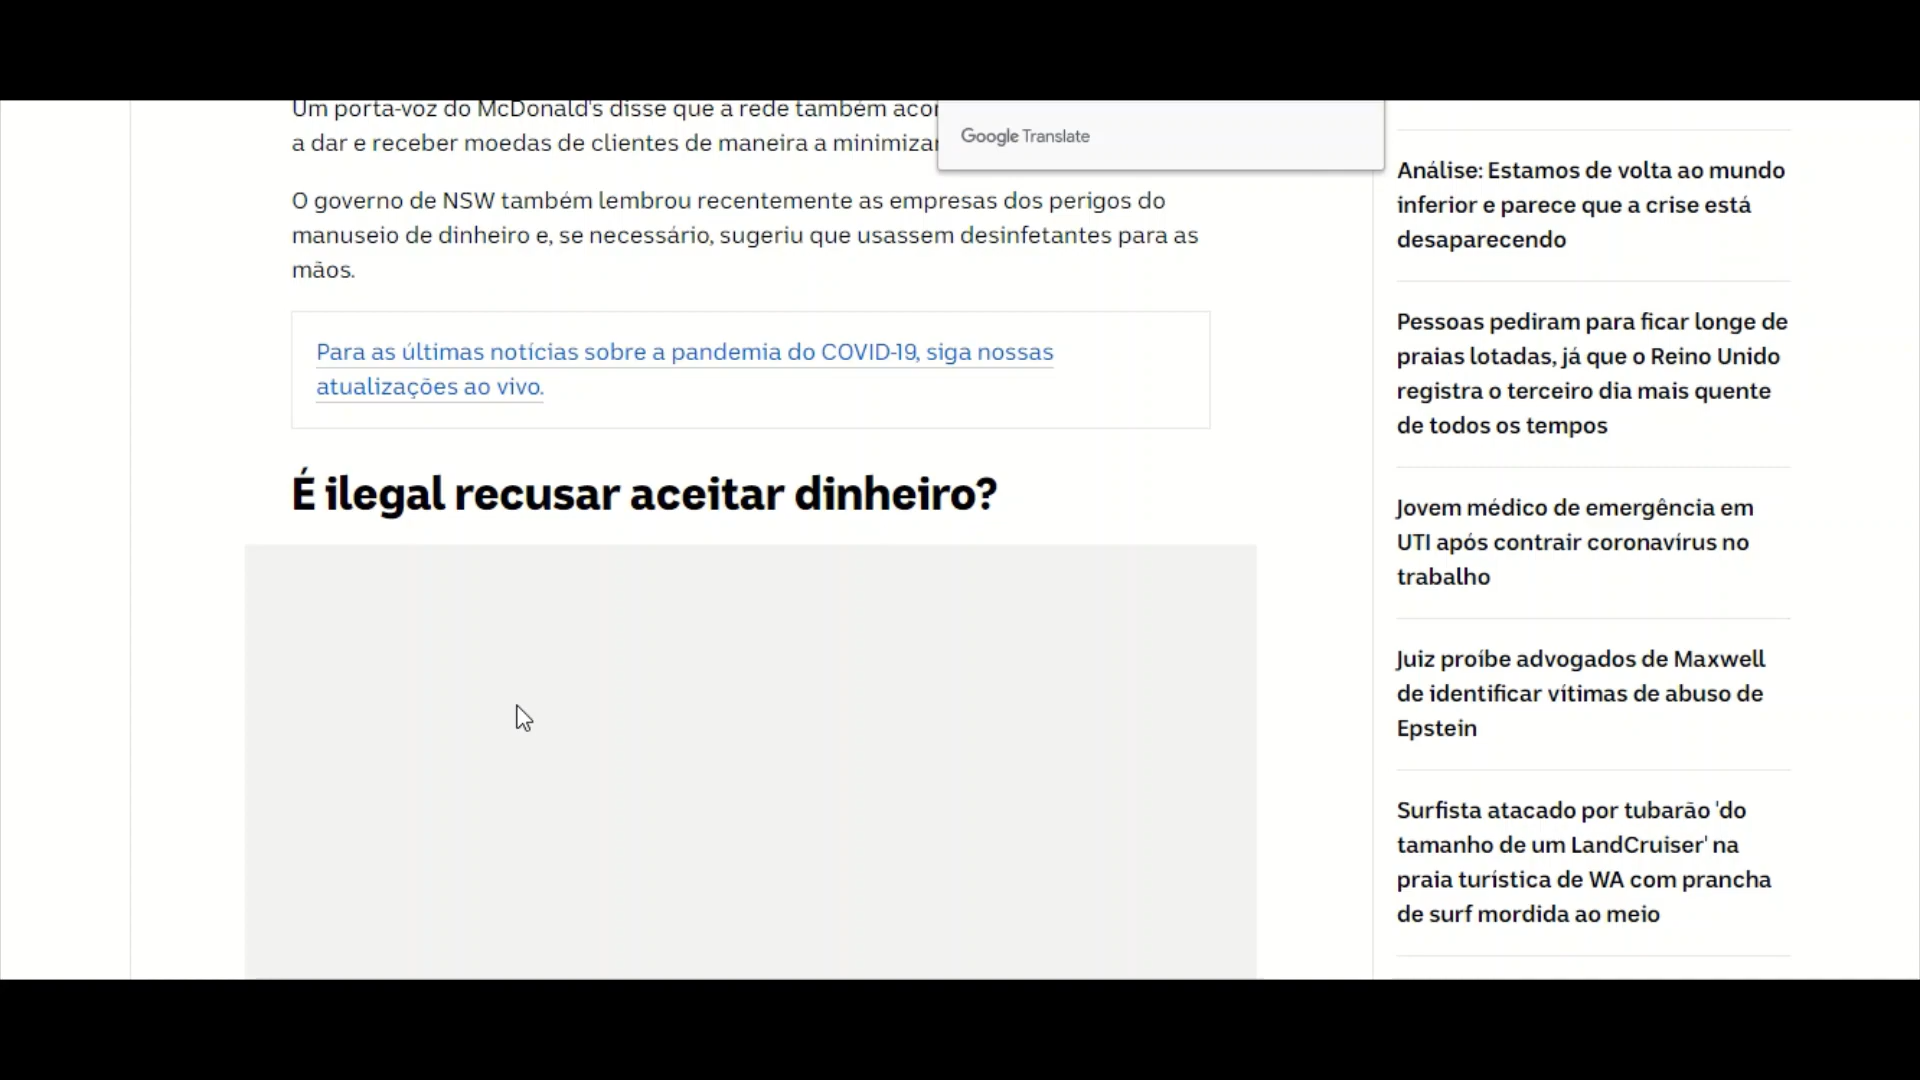 Um porta-voz do McDonald's disse que a rede também
a dar e receber moedas de clientes de maneira a minimizar
Google Translate
O governo de NSW também lembrou recentemente as empresas dos perigos do
manuseio de dinheiro e, se necessário, sugeriu que usassem desinfetantes para as
mãos.
Para as últimas notícias sobre a pandemia do COVID-19, siga nossas
atualizações ao vivo.
É ilegal recusar aceitar dinheiro?
Análise: Estamos de volta ao mundo
inferior e parece que a crise está
desaparecendo
Pessoas pediram para ficar longe de
praias lotadas, já que o Reino Unido
registra o terceiro dia mais quente
de todos os tempos
Jovem médico de emergência em
UTI após contrair coronavírus no
trabalho
Juiz proíbe advogados de Maxwell
de identificar vítimas de abuso de
Epstein
Surfista atacado por tubarão 'do
tamanho de um LandCruiser' na
praia turística de WA com prancha
de surf mordida ao meio